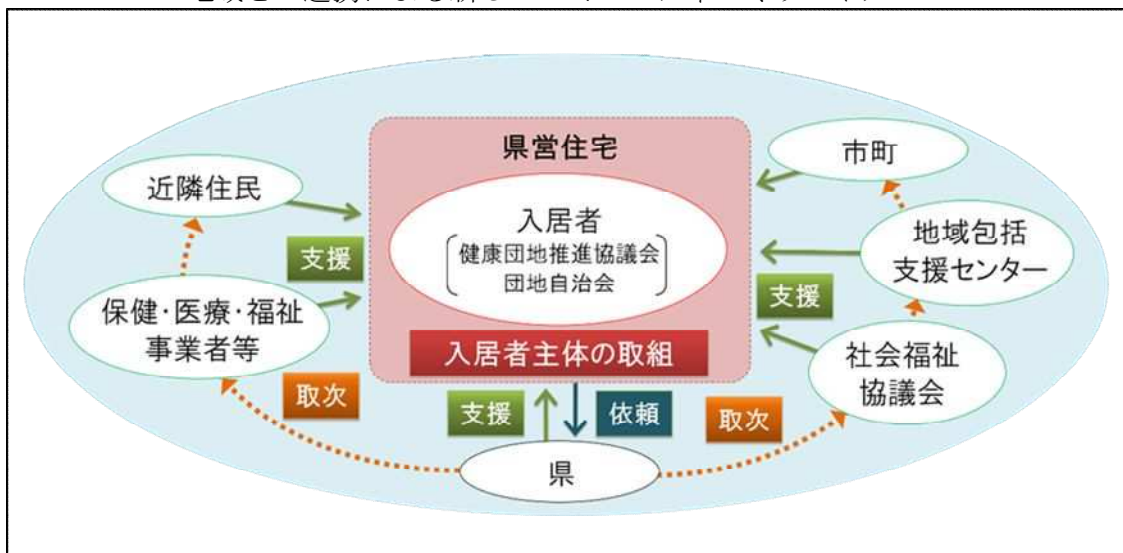 県営住宅
入居者
健康団地推進協議会
団地自治会
入居者主体の取組
近隣住民
支援
保健・医療・福祉
事業者等
取次
市町
地域包括
支援センター
支援
社会福祉
協議会
取次
支援
依頼
県